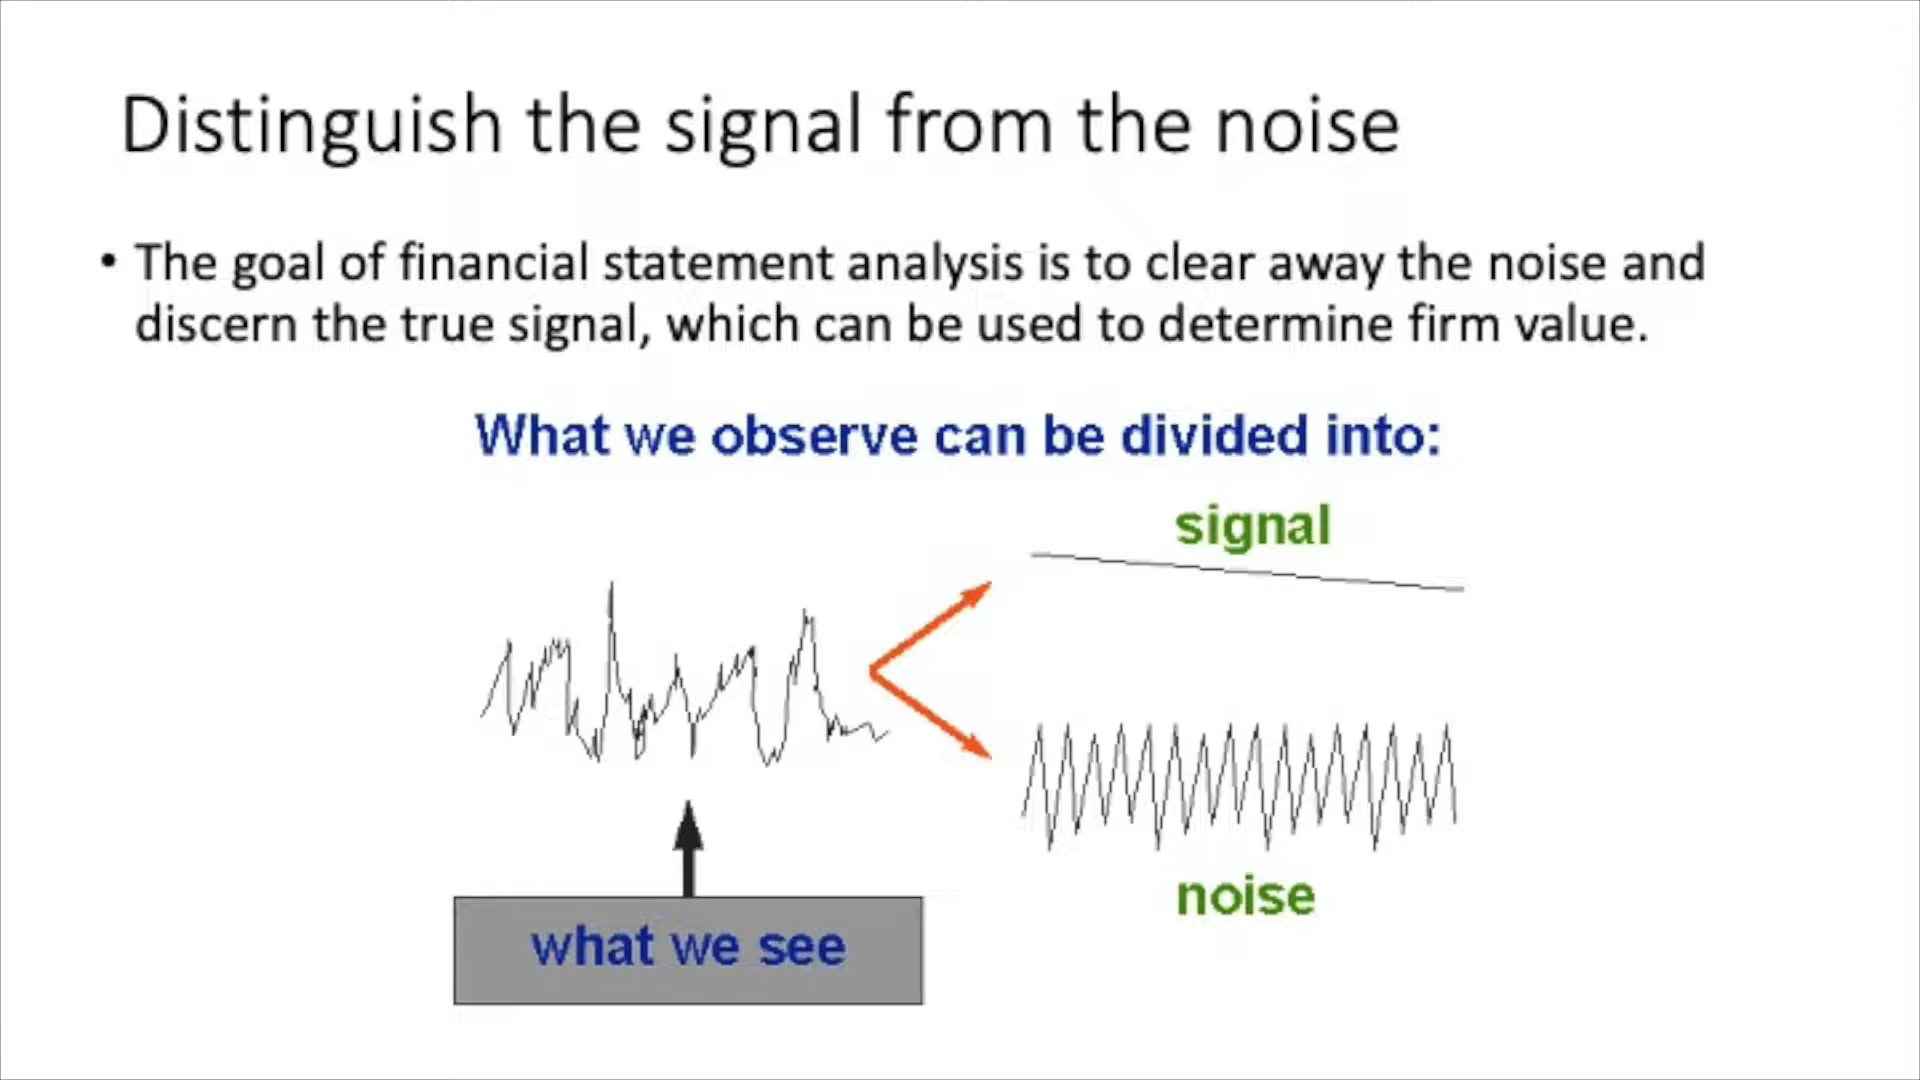 Distinguish the signal from the noise
• The goal of financial statement analysis is to clear away the noise and
discern the true signal, which can be used to determine firm value.
What we observe can be divided into:
signal
noise
what we see